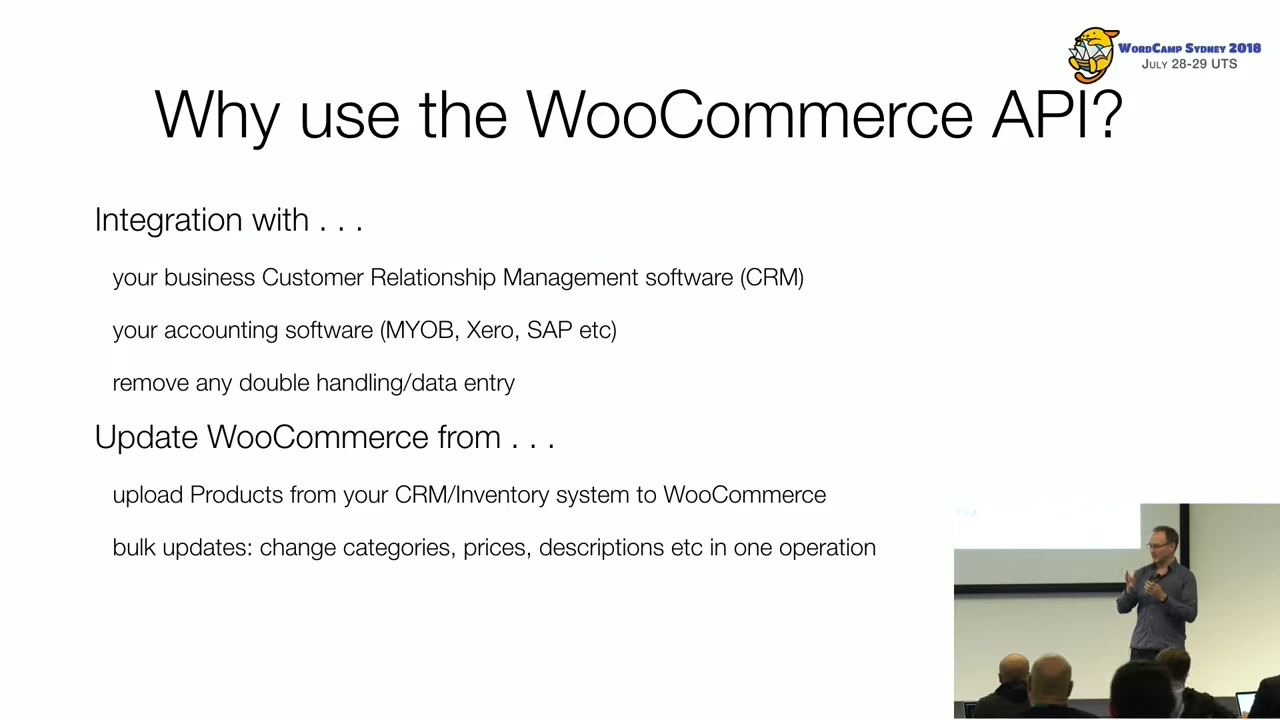 WordCamp Sydney 2018
July 28-29 UTS
Why use the WooCommerce API?
Integration with . . .
your business Customer Relationship Management software (CRM)
your accounting software (MYOB, Xero, SAP etc)
remove any double handling/data entry
Update WooCommerce from . . .
upload Products from your CRM/Inventory system to WooCommerce
bulk updates: change categories, prices, descriptions etc in one operation